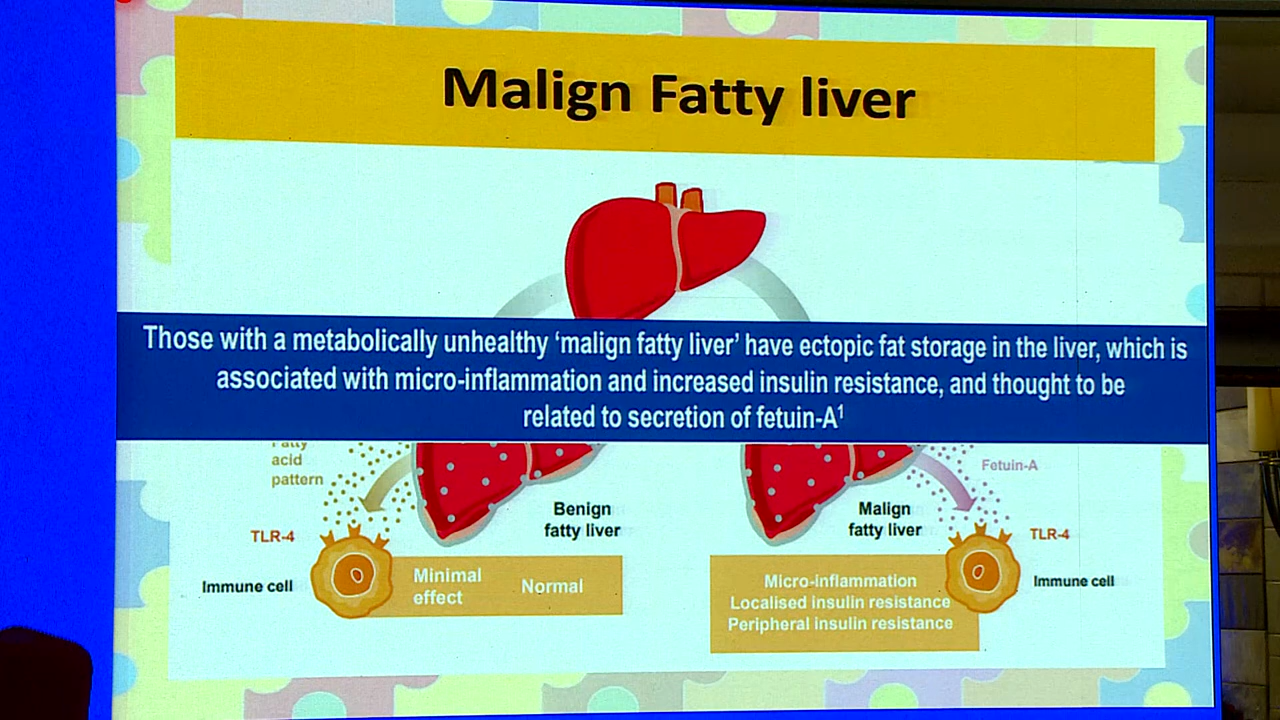 Malign Fatty liver
Those with a metabolically unhealthy ‘malign fatty liver’ have ectopic fat storage in the liver, which is
associated with micro-inflammation and increased insulin resistance, and thought to be
related to secretion of fetuin-A¹
Fatty
acid
pattern
TLR-4
Immune cell
Benign
fatty liver
Minimal
effect
Normal
Fetuin-A
Malign
fatty liver
TLR-4
Immune cell
Micro-inflammation
Localised insulin resistance
Peripheral insulin resistance